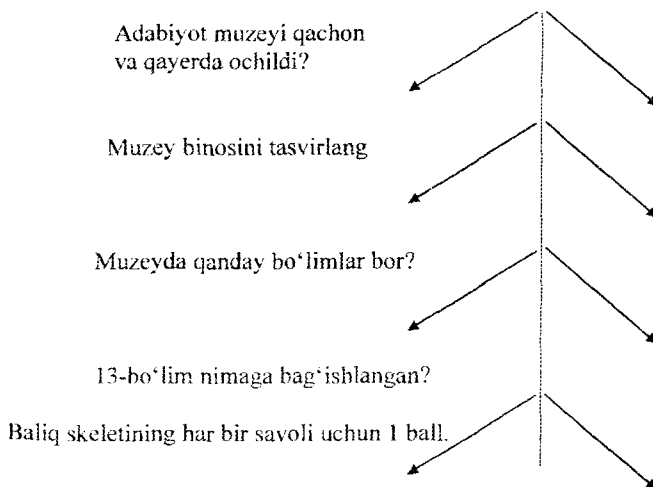 Adabiyot muzeyi qachon
va qayerda ochildi?
Muzey binosini tasvirlang
Muzeyda qanday bo‘limlar bor?
13-bo‘lim nimaga bag‘ishlangan?
Baliq skeletining har bir savoli uchun 1 ball.